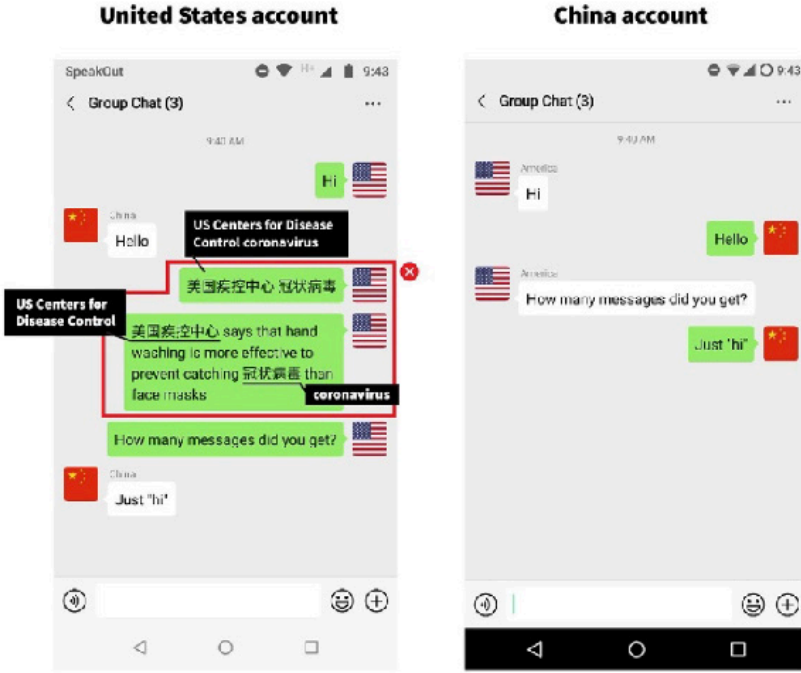 United States account
SpeakOut
9:43
Group Chat (3)
9:40 AM
Hi
China
Hello
US Centers for Disease
Control coronavirus
美国疾控中心 冠状病毒
US Centers for
Disease Control
美国疾控中心 says that hand
washing is more effective to
prevent catching 冠状病毒 than
face masks
coronavirus
How many messages did you get?
China
Just "hi"
China account
9:43
Group Chat (3)
9:40 AM
America
Hi
Hello
America
How many messages did you get?
Just "hi"